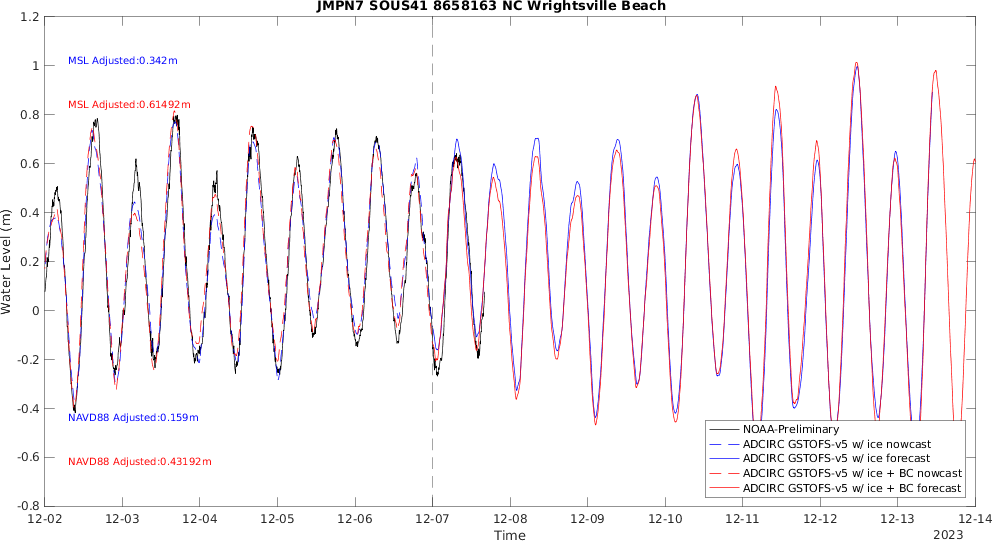 JMPN7 SOUS41 8658163 NC Wrightsville Beach
1.2
1
0.8
0.6
0.4
0.2
0
-0.2
-0.4
-0.6
-0.8
Water Level (m)
MSL Adjusted:0.342m
MSL Adjusted:0.61492m
NAVD88 Adjusted:0.159m
NAVD88 Adjusted:0.43192m
NOAA-Preliminary
ADCIRC GSTOFS-v5 w/ ice nowcast
ADCIRC GSTOFS-v5 w/ ice forecast
ADCIRC GSTOFS-v5 w/ ice + BC nowcast
ADCIRC GSTOFS-v5 w/ ice + BC forecast
12-02 12-03 12-04 12-05 12-06 12-07 12-08 12-09 12-10 12-11 12-12 12-13 12-14
Time
2023